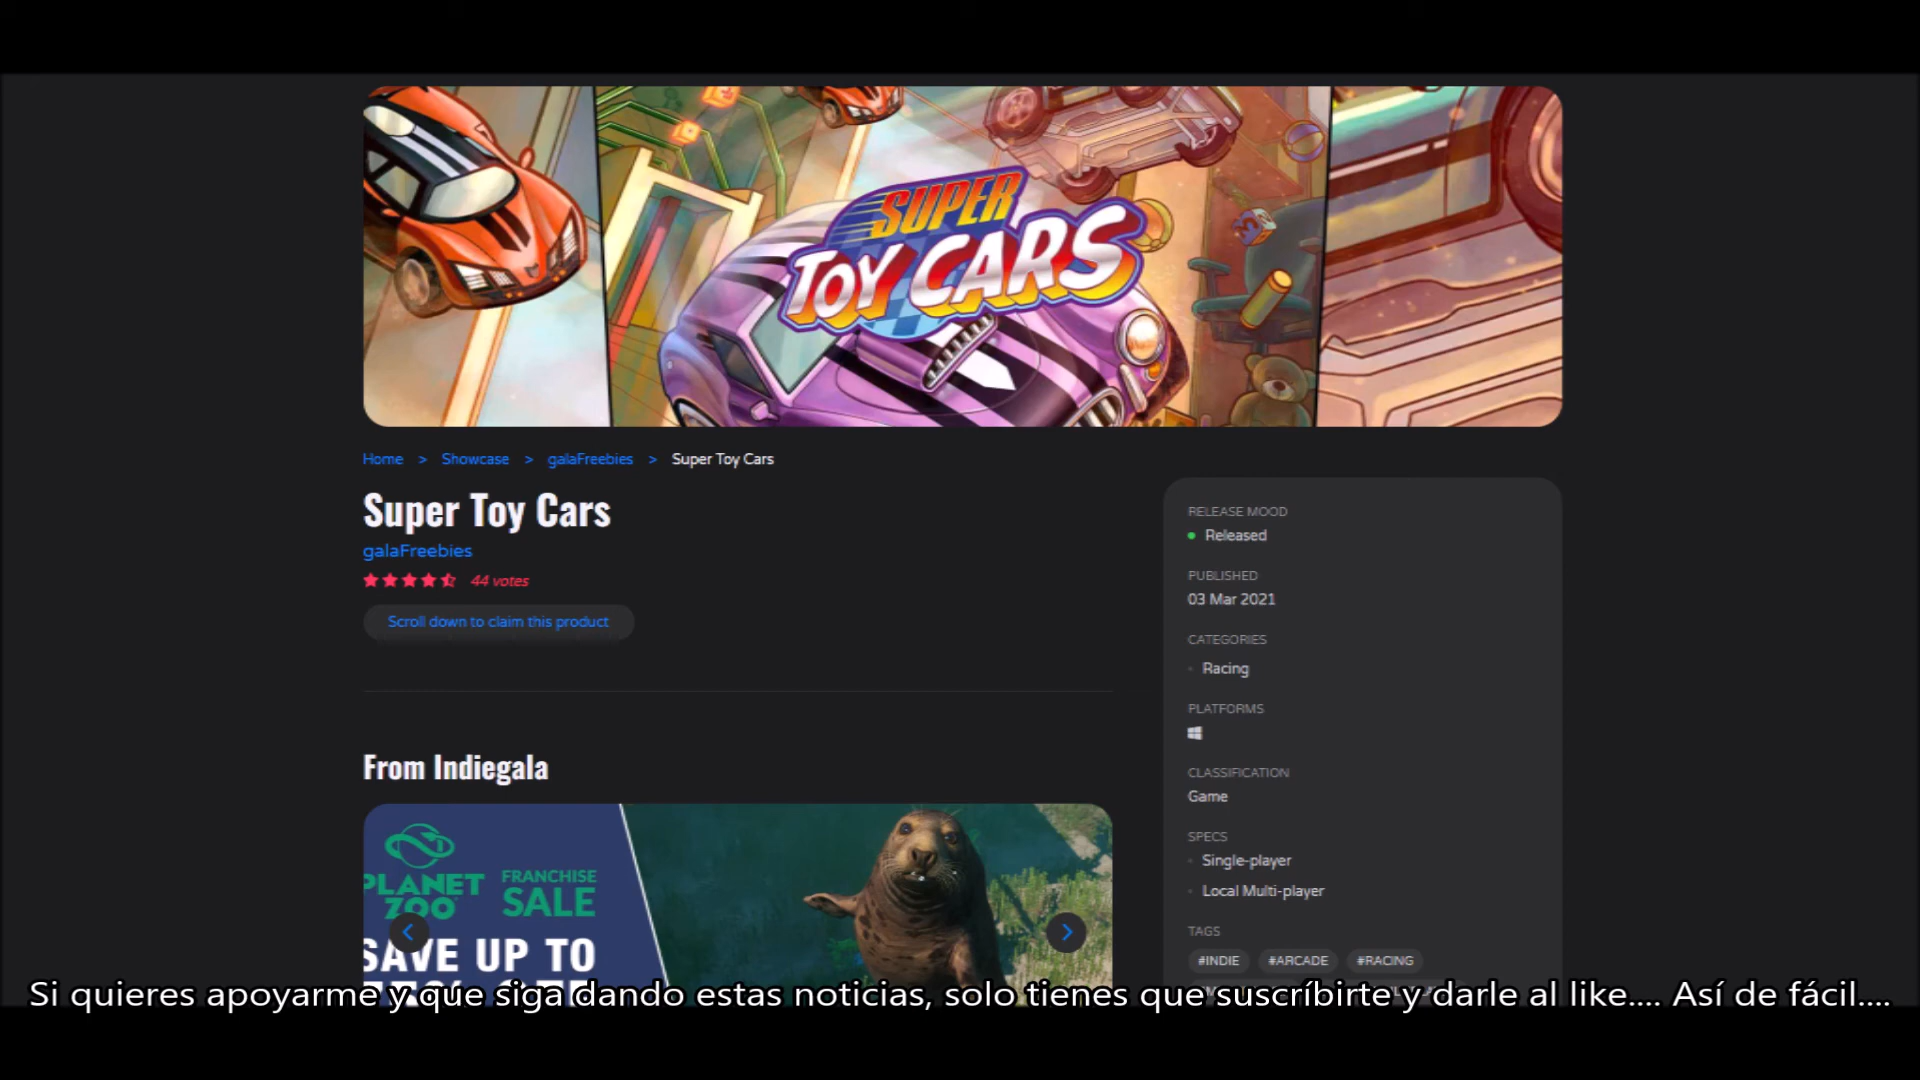 SUPER
TOY CARS
Home > Showcase > galaFreebies > Super Toy Cars
Super Toy Cars
galaFreebies
44 votes
Scroll down to claim this product
From Indiegala
PLANET
ZOO
FRANCHISE
SALE
SAVE UP TO
RELEASE MOOD
Released
PUBLISHED
03 Mar 2021
CATEGORIES
Racing
PLATFORMS
CLASSIFICATION
Game
SPECS
Single-player
Local Multi-player
TAGS
#INDIE #ARCADE #RACING
Si quieres apoyarme y que siga dando estas noticias, solo tienes que suscríbirte y darle al like.... Así de fácil....